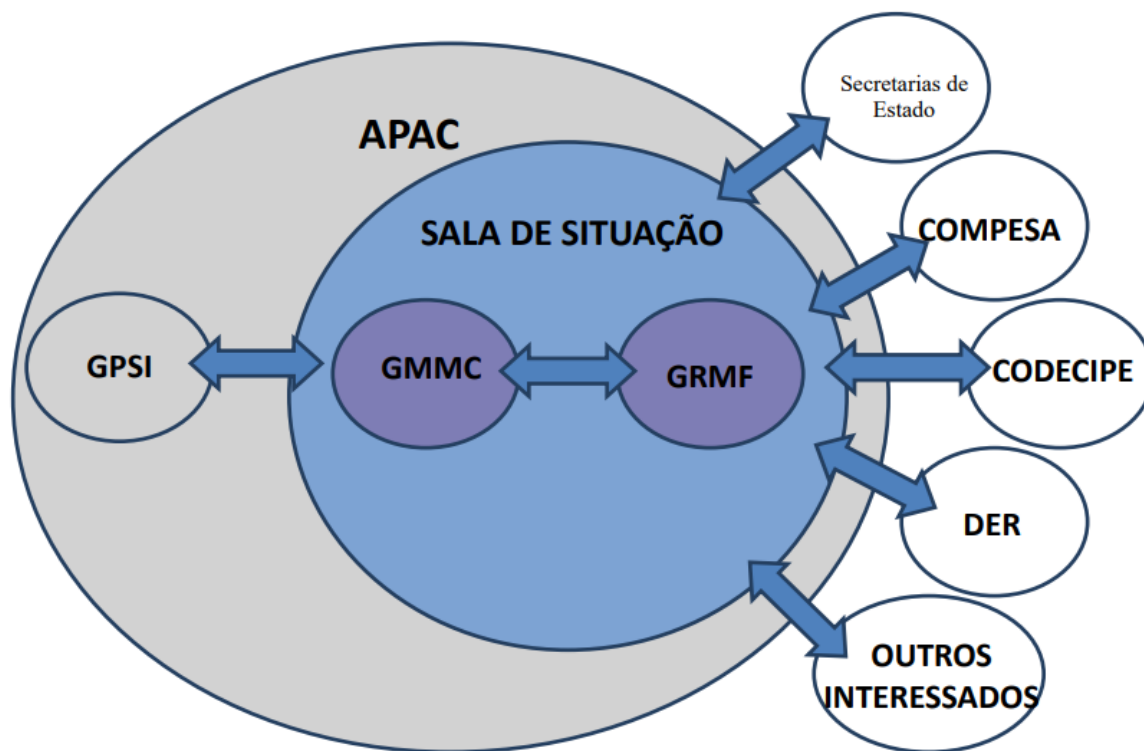 APAC
SALA DE SITUAÇÃO
GPSI
GMMC
GRMF
Secretarias de
Estado
COMPESA
CODECIPE
DER
OUTROS
INTERESSADOS